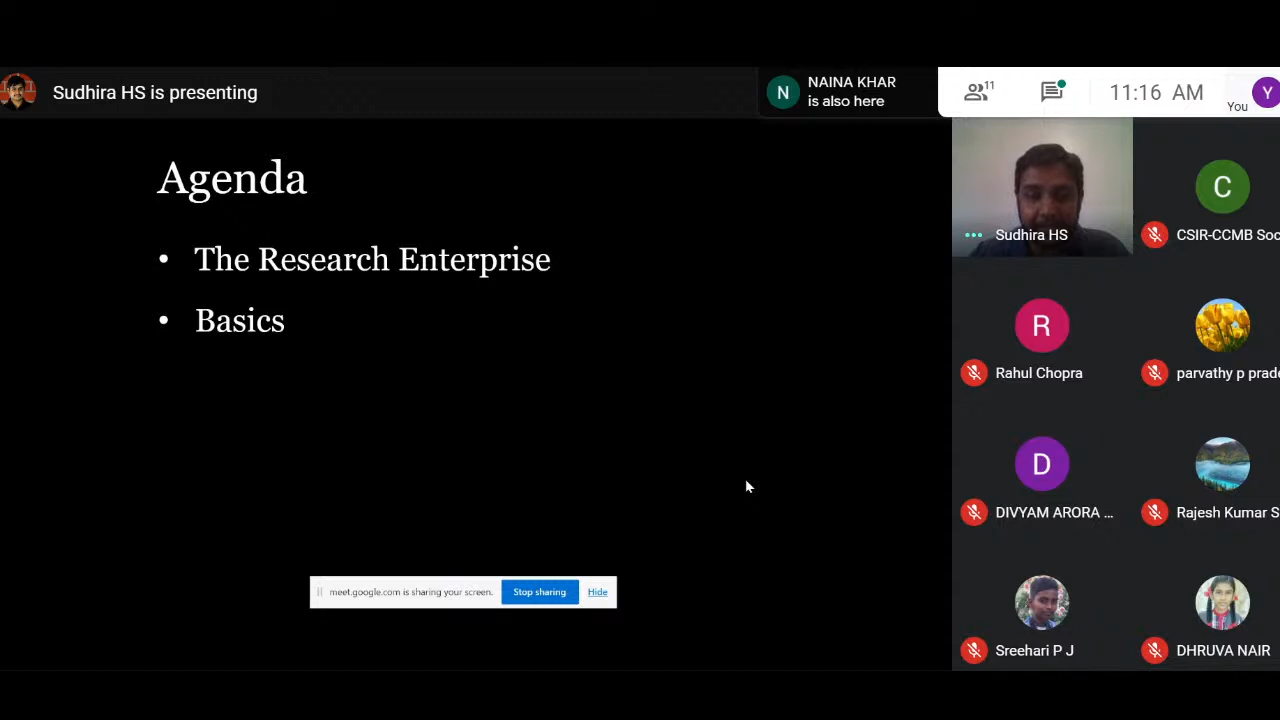 Sudhira HS is presenting
N
NAINA KHAR
is also here
11
11:16 AM
You
Y
Agenda
• The Research Enterprise
• Basics
meet.google.com is sharing your screen.
Stop sharing
Hide
Sudhira HS
C
CSIR-CCMB Soc
R
Rahul Chopra
parvathy p prade
D
DIVYAM ARORA ...
Rajesh Kumar S
Sreehari P J
DHRUVA NAIR